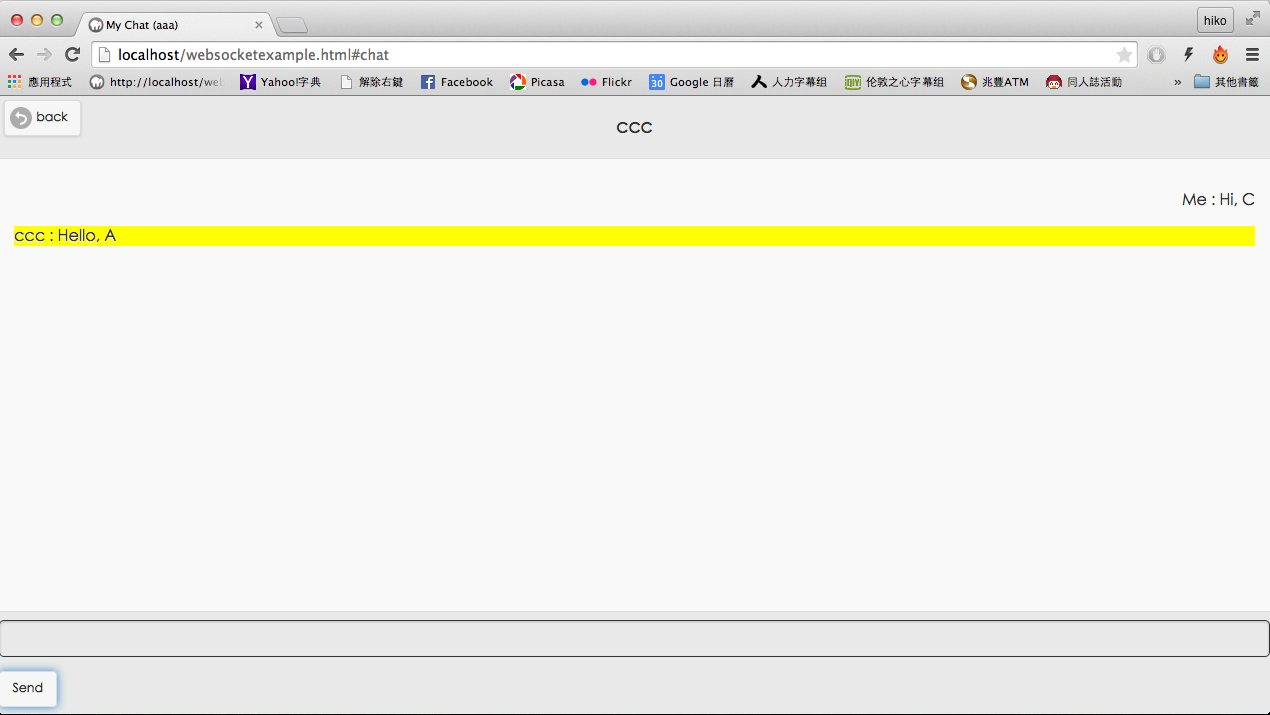 My Chat (aaa)
hiko
localhost/websocketexample.html#chat
應用程式 http://localhost/web Yahoo!字典 解除右鍵 Facebook Picasa Flickr 30 Google 日曆 人力字幕组 DIY 伦敦之心字幕组 兆豐ATM 同人誌活動 » 其他書籤
back
ccc
Me : Hi, C
ccc : Hello, A
Send